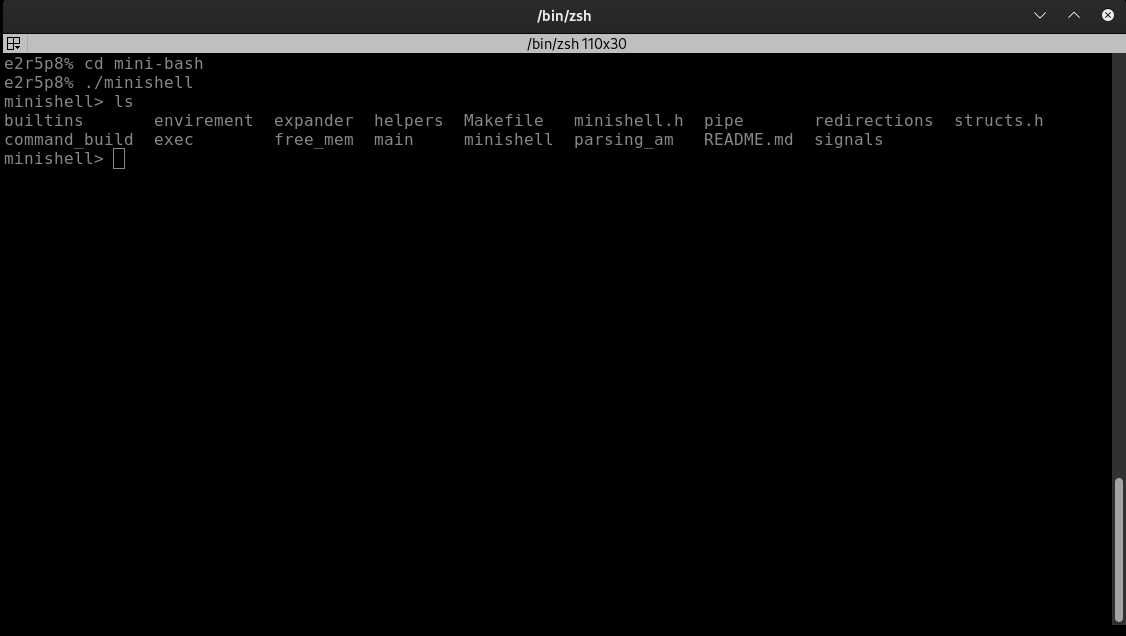 /bin/zsh
/bin/zsh 110x30
e2r5p8% cd mini-bash
e2r5p8% ./minishell
minishell> ls
builtins       envirement  expander  helpers  Makefile   minishell.h  pipe       redirections  structs.h
command_build  exec        free_mem  main     minishell  parsing_am   README.md  signals
minishell>